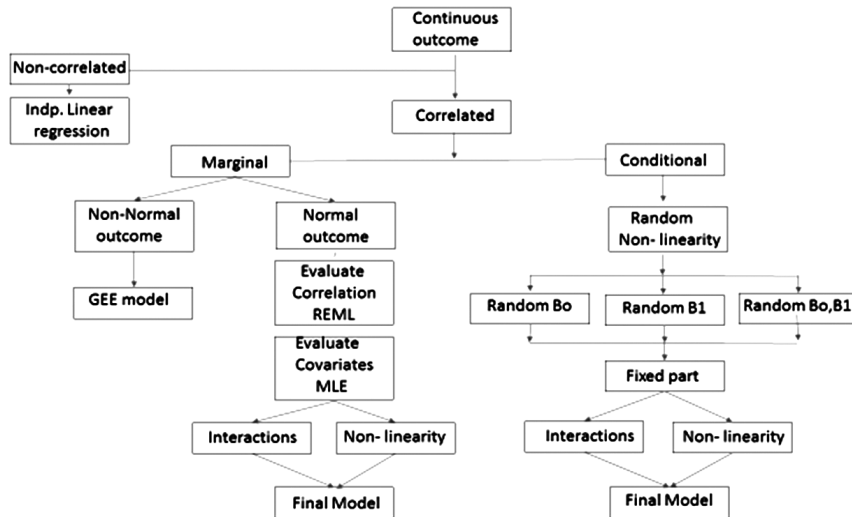 Continuous
outcome
Non-correlated
Indp. Linear
regression
Correlated
Marginal
Conditional
Non-Normal
outcome
Normal
outcome
Random
Non- linearity
GEE model
Evaluate
Correlation
REML
Random Bo
Random B1
Random Bo,B1
Evaluate
Covariates
MLE
Fixed part
Interactions
Non- linearity
Interactions
Non- linearity
Final Model
Final Model